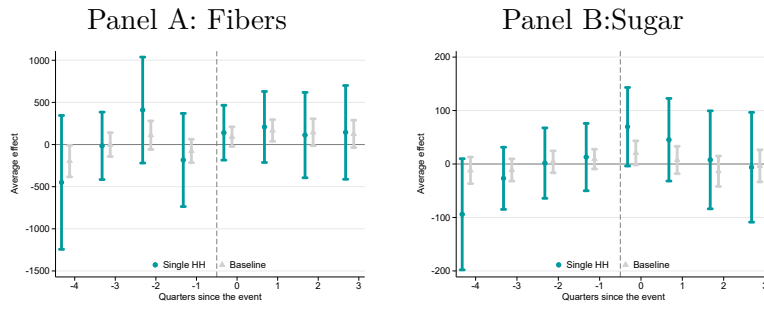 Panel A: Fibers
1000
500
0
-500
-1000
-1500
Average effect
-4 -3 -2 -1 0 1 2 3
Quarters since the event
Single HH Baseline
Panel B:Sugar
200
100
0
-100
-200
Average effect
-4 -3 -2 -1 0 1 2 3
Quarters since the event
Single HH Baseline